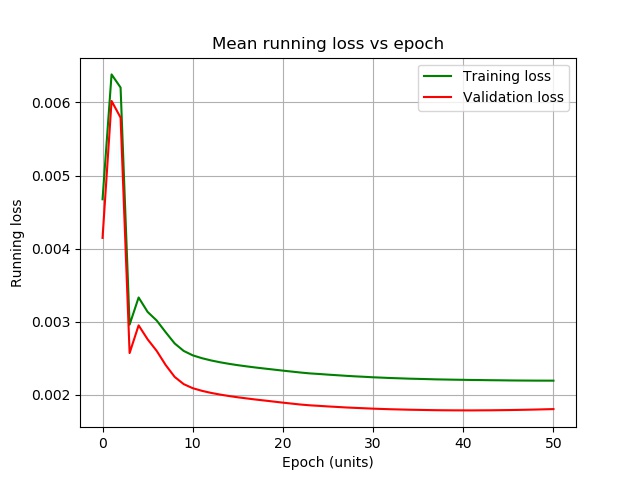 Mean running loss vs epoch
Training loss
Validation loss
0.006
0.005
0.004
0.003
0.002
Running loss
0 10 20 30 40 50
Epoch (units)